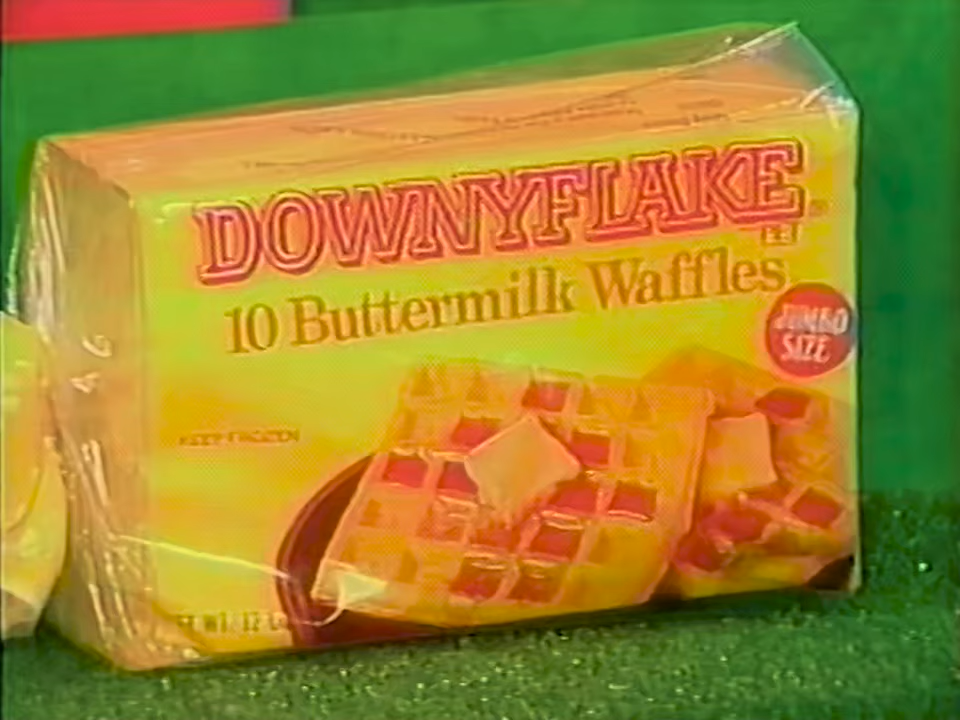 DOWNYFLAKE
10 Buttermilk Waffles
JUMBO
SIZE
KEEP FROZEN